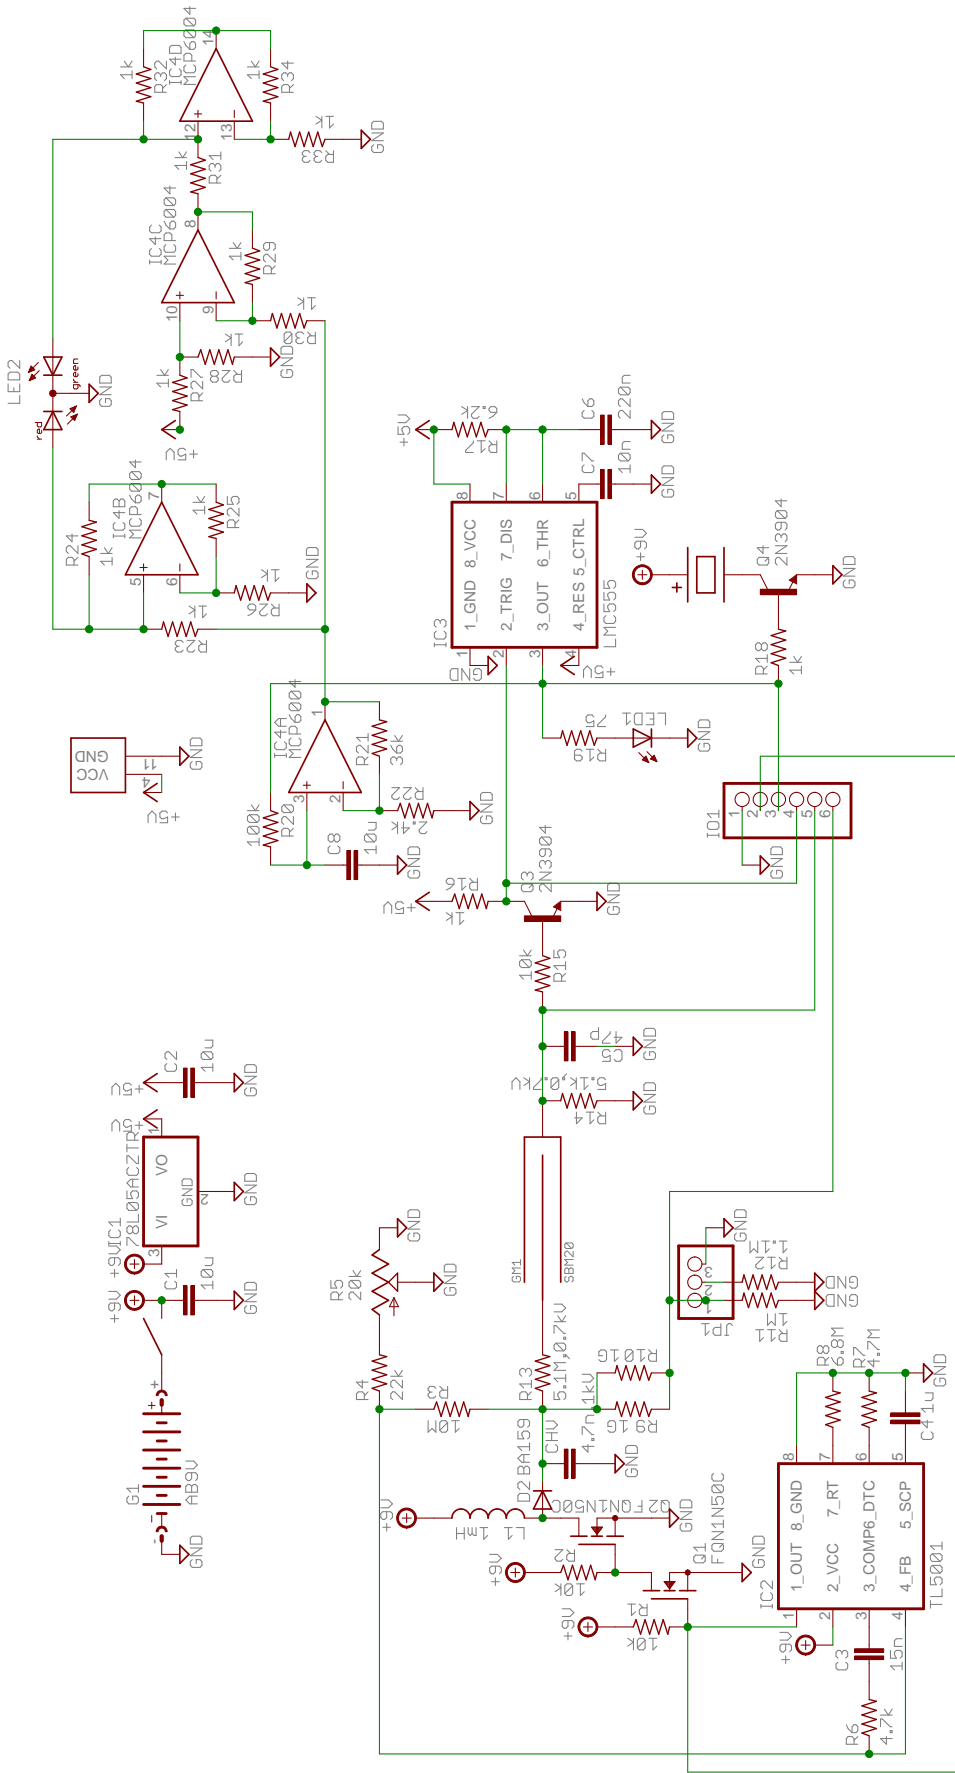 14
IC4D
MCP6004
1k
R32
1k
R34
12
13
+
-
1k
R33
GND
1k
R31
IC4C
MCP6004
8
1k
R29
10
9
+
-
1k
R30
1k
R28
GND
1k
R27
+5V
LED2
green
red
GND
IC4B
MCP6004
7
R24
1k
1k
R25
5
6
+
-
1k
R26
GND
1k
R23
+5V
6.2k
R17
C6
220n
GND
C7
10n
GND
8
7
6
5
1_GND 8_VCC
2_TRIG 7_DIS
3_OUT 6_THR
4_RES 5_CTRL
IC3
LMC555
1
2
3
4
GND
+5V
+9V
+
Q4
2N3904
GND
R18
1k
75
R19
LED1
GND
IC4A
MCP6004
1
R21
36k
3
2
+
-
R22
2.4k
GND
100k
R20
C8
10u
GND
GND
VCC
11
4
GND
+5V
IO1
1
2
3
4
5
6
GND
+5V
R16
1k
Q3
2N3904
GND
10k
R15
47p
C5
GND
5.1k,0.7kV
R14
GND
C2
10u
+5V
GND
+5V
78L05ACZTR
IC1
VO
GND
VI
1
2
3
GND
+9V
+9V
C1
10u
GND
G1
AB9V
+
-
GND
R5
20k
GND
GND
R4
22k
R3
10M
GM1
SBM20
R13
5.1M,0.7kV
R10
1G
R9
1G
JP1
1
2
3
GND
R12
1.1M
GND
R11
1M
GND
D2
BA159
CHV
4.7n,1kV
GND
+9V
L1
1mH
Q2
FQN1N50C
GND
+9V
R2
10k
Q1
FQN1N50C
GND
+9V
R1
10k
R8
6.8M
R7
4.7M
GND
C4
1u
8
7
6
5
1_OUT 8_GND
2_VCC 7_RT
3_COMP6_DTC
4_FB 5_SCP
IC2
TL5001
1
2
3
4
+9V
C3
15n
R6
4.7k